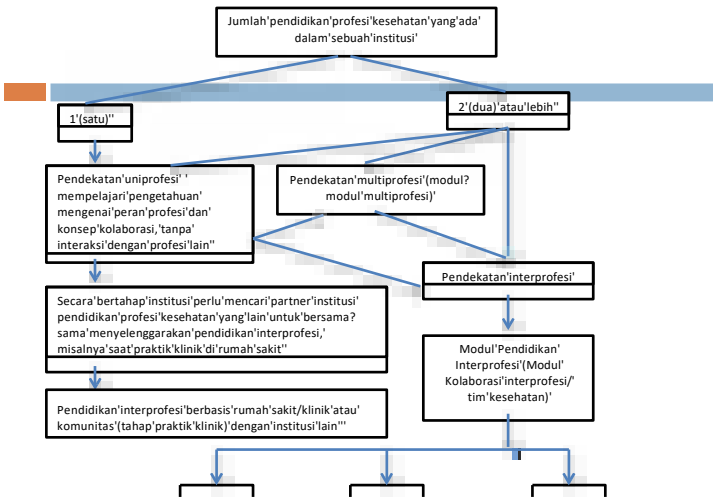 Jumlah'pendidikan'profesi'kesehatan'yang'ada'
dalam'sebuah'institusi'
1'(satu)''
2'(dua)'atau'lebih''
Pendekatan'uniprofesi' '
mempelajari'pengetahuan'
mengenai'peran'profesi'dan'
konsep'kolaborasi,'tanpa'
interaksi'dengan'profesi'lain''
Pendekatan'multiprofesi'(modul?
modul'multiprofesi)'
Pendekatan'interprofesi'
Secara'bertahap'institusi'perlu'mencari'partner'institusi'
pendidikan'profesi'kesehatan'yang'lain'untuk'bersama?
sama'menyelenggarakan'pendidikan'interprofesi,'
misalnya'saat'praktik'klinik'di'rumah'sakit''
Modul'Pendidikan'
Interprofesi'(Modul'
Kolaborasi'interprofesi/'
tim'kesehatan)'
Pendidikan'interprofesi'berbasis'rumah'sakit/klinik'atau'
komunitas'(tahap'praktik'klinik)'dengan'institusi'lain'''